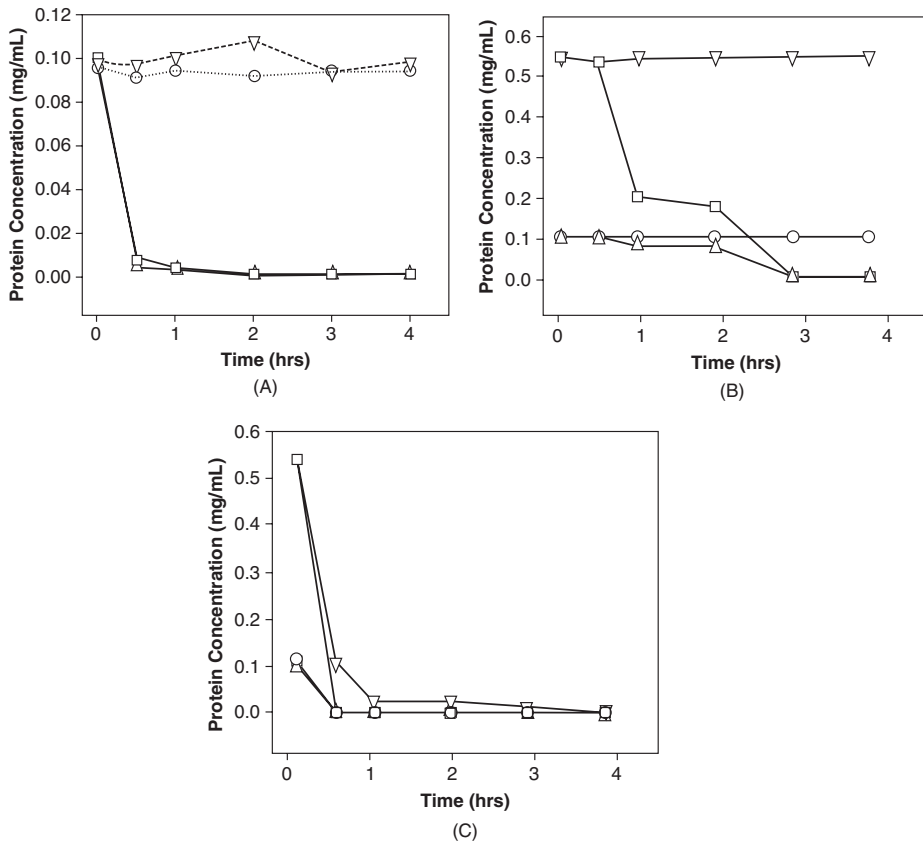 0.12
0.10
0.08
0.06
0.04
0.02
0.00
Protein Concentration (mg/mL)
0 1 2 3 4
Time (hrs)
(A)
0.6
0.5
0.4
0.3
0.2
0.1
0.0
Protein Concentration (mg/mL)
0 1 2 3 4
Time (hrs)
(B)
0.6
0.5
0.4
0.3
0.2
0.1
0.0
Protein Concentration (mg/mL)
0 1 2 3 4
Time (hrs)
(C)